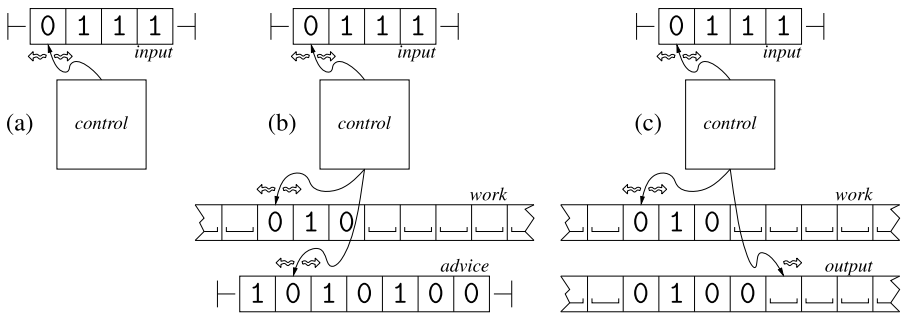 ⊢ 0 1 1 1 ⊣
input
(a) control
⊢ 0 1 1 1 ⊣
input
(b) control
work
␣ ␣ 0 1 0 ␣ ␣ ␣ ␣ ␣
advice
⊢ 1 0 1 0 1 0 0 ⊣
⊢ 0 1 1 1 ⊣
input
(c) control
work
␣ ␣ 0 1 0 ␣ ␣ ␣ ␣ ␣
output
␣ ␣ 0 1 0 0 ␣ ␣ ␣ ␣